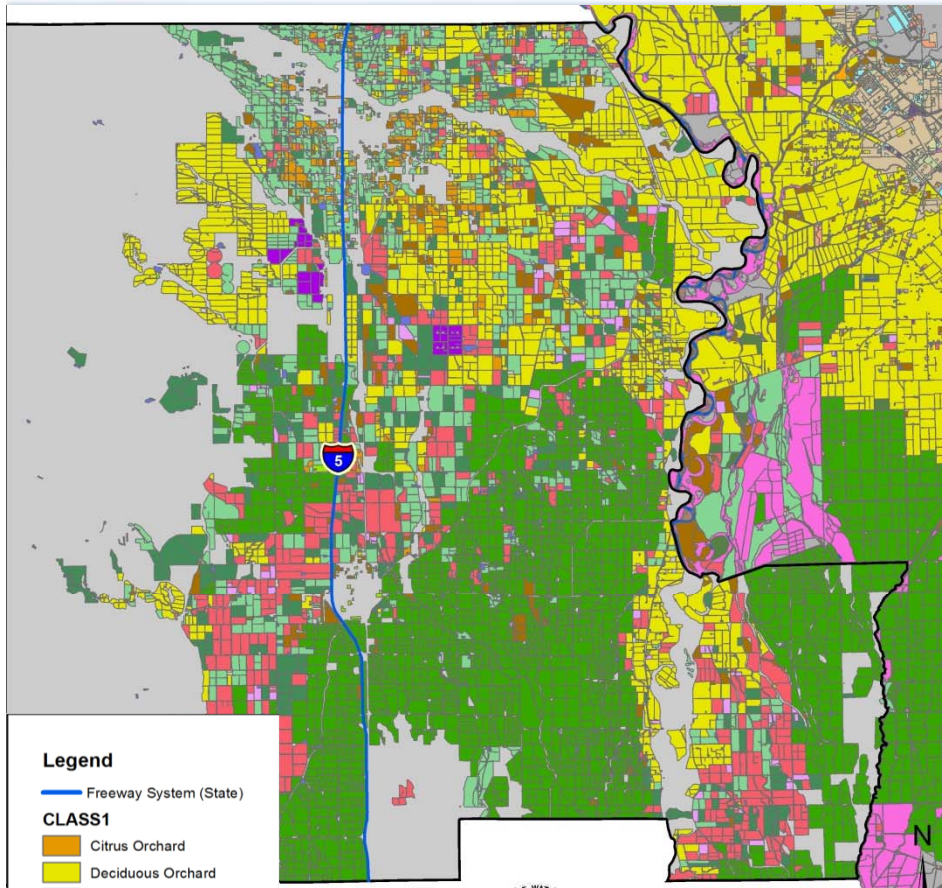 5
Legend
Freeway System (State)
CLASS1
Citrus Orchard
Deciduous Orchard
N